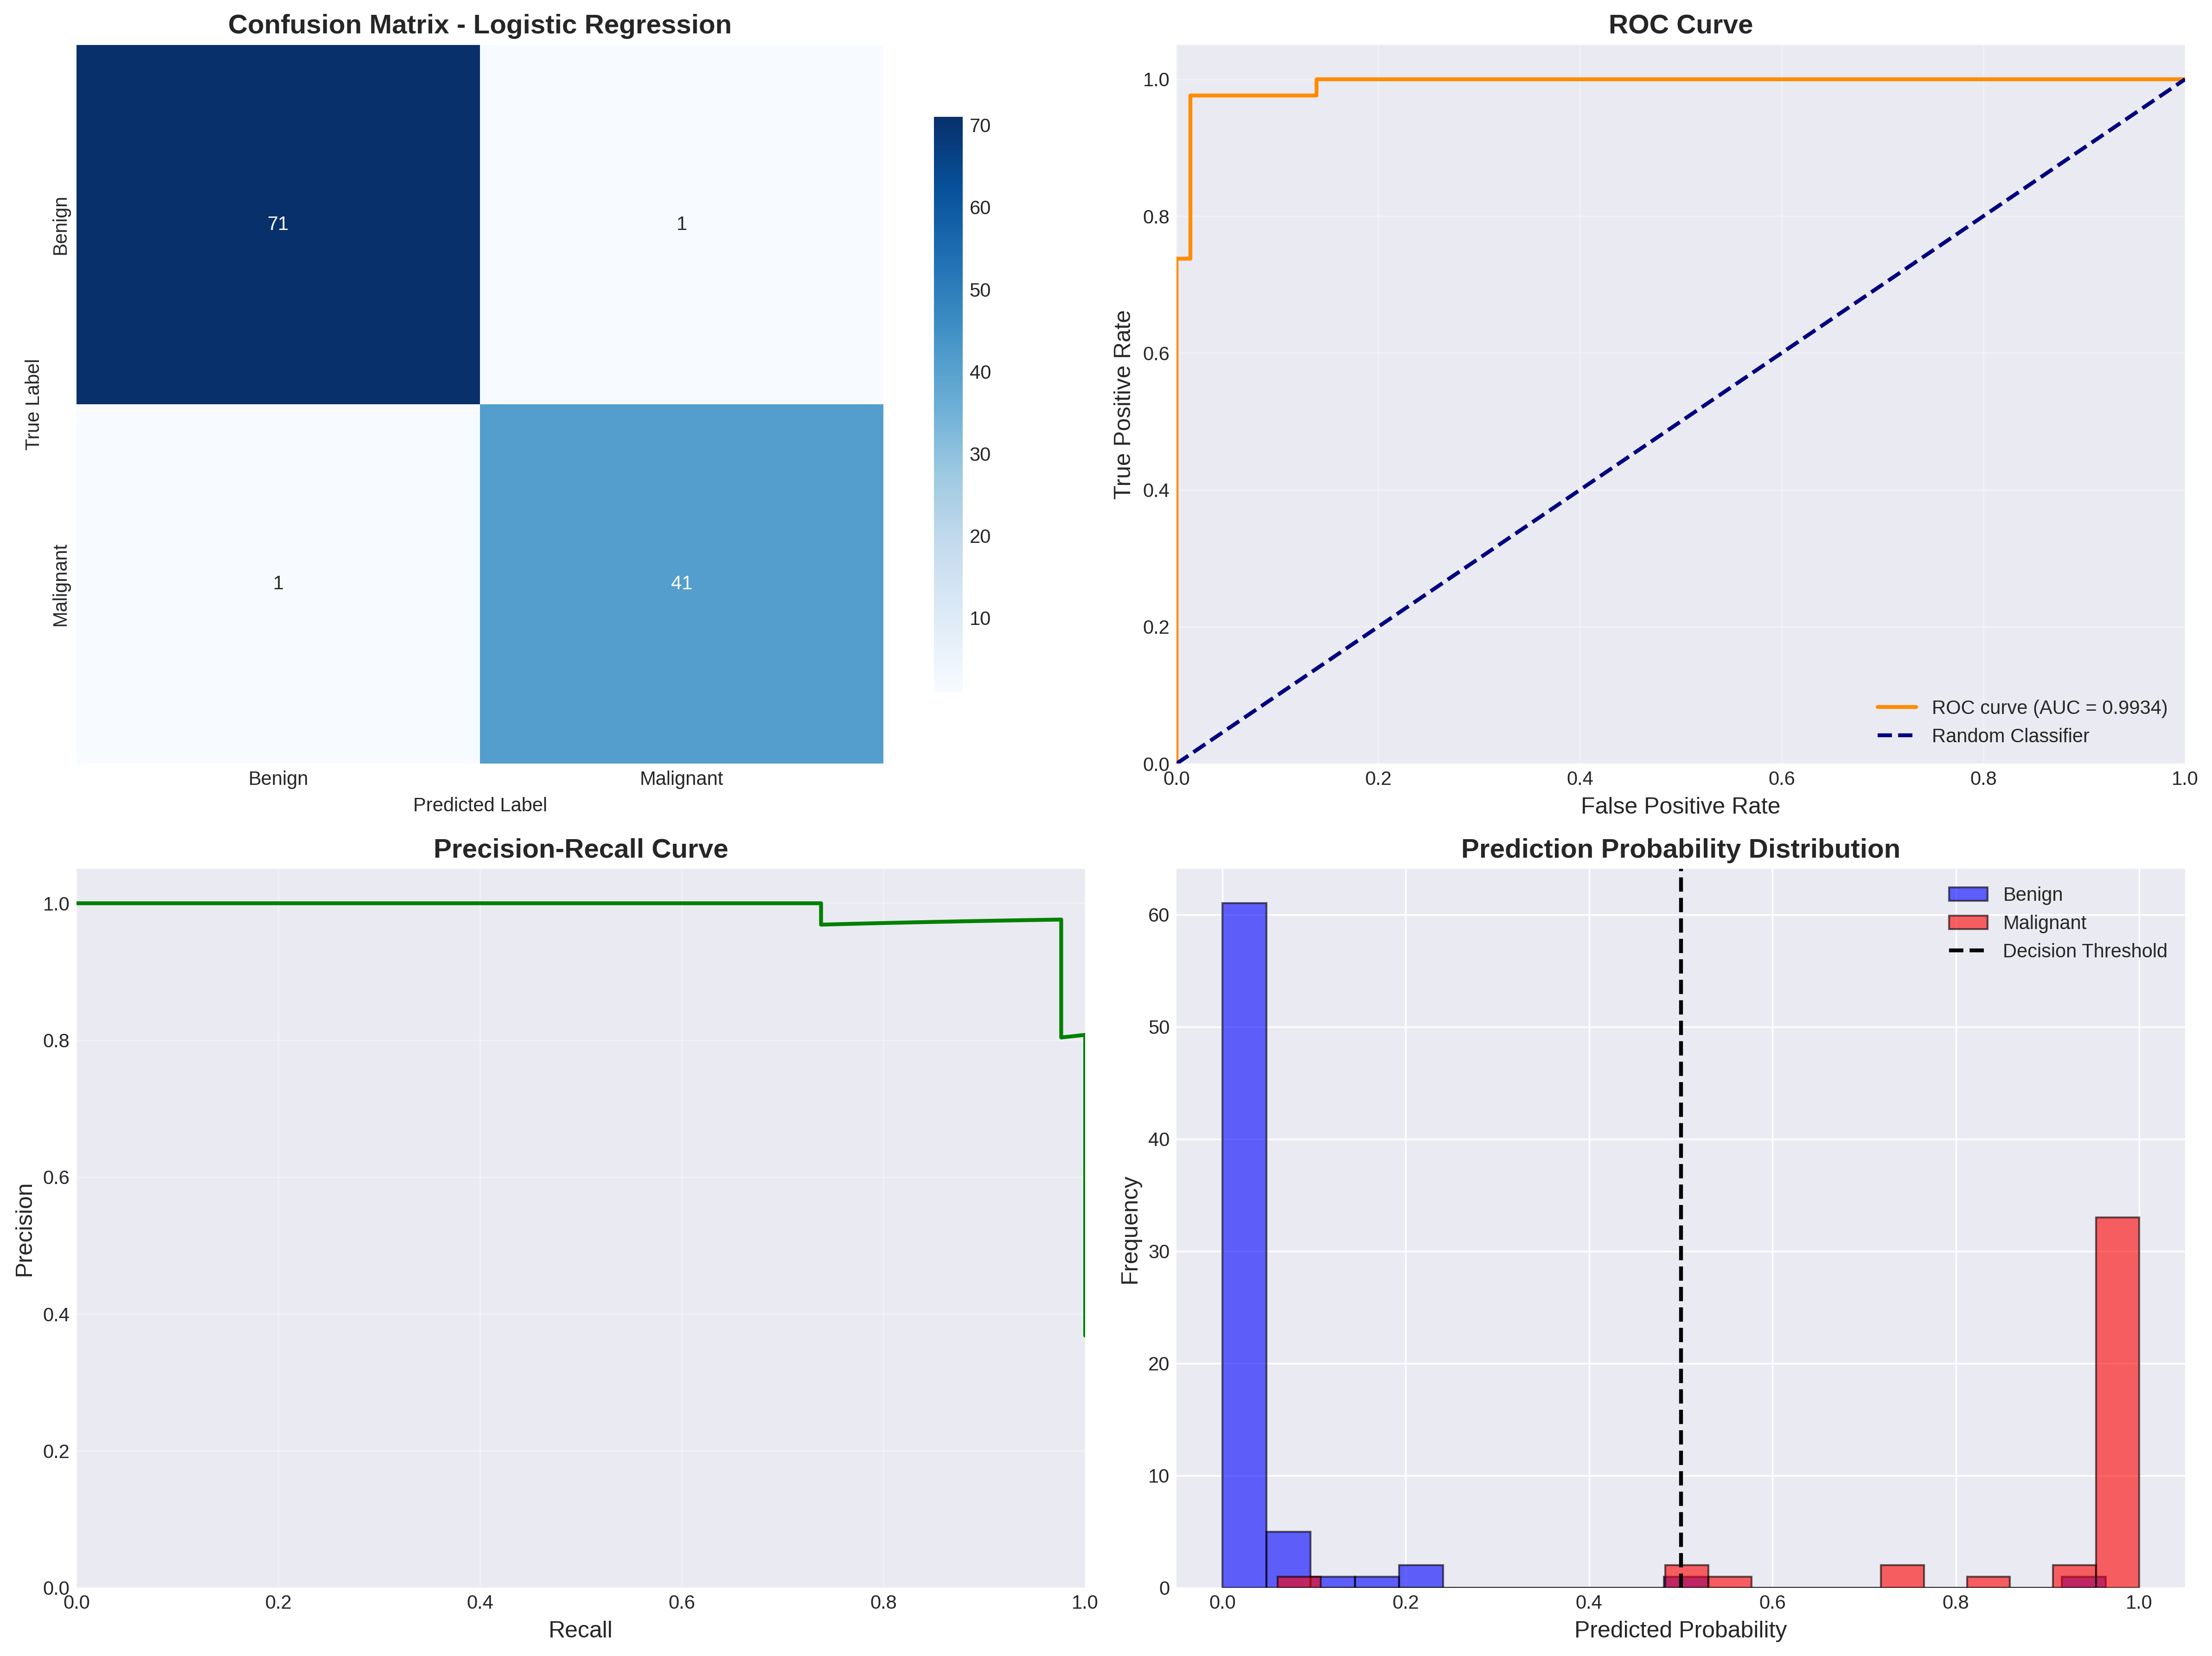 Confusion Matrix - Logistic Regression
True Label
Benign
Malignant
71
1
1
41
Benign
Malignant
Predicted Label
70
60
50
40
30
20
10
ROC Curve
True Positive Rate
1.0
0.8
0.6
0.4
0.2
0.0
0.0 0.2 0.4 0.6 0.8 1.0
False Positive Rate
ROC curve (AUC = 0.9934)
Random Classifier
Precision-Recall Curve
Precision
1.0
0.8
0.6
0.4
0.2
0.0
0.0 0.2 0.4 0.6 0.8 1.0
Recall
Prediction Probability Distribution
Frequency
60
50
40
30
20
10
0
0.0 0.2 0.4 0.6 0.8 1.0
Predicted Probability
Benign
Malignant
Decision Threshold